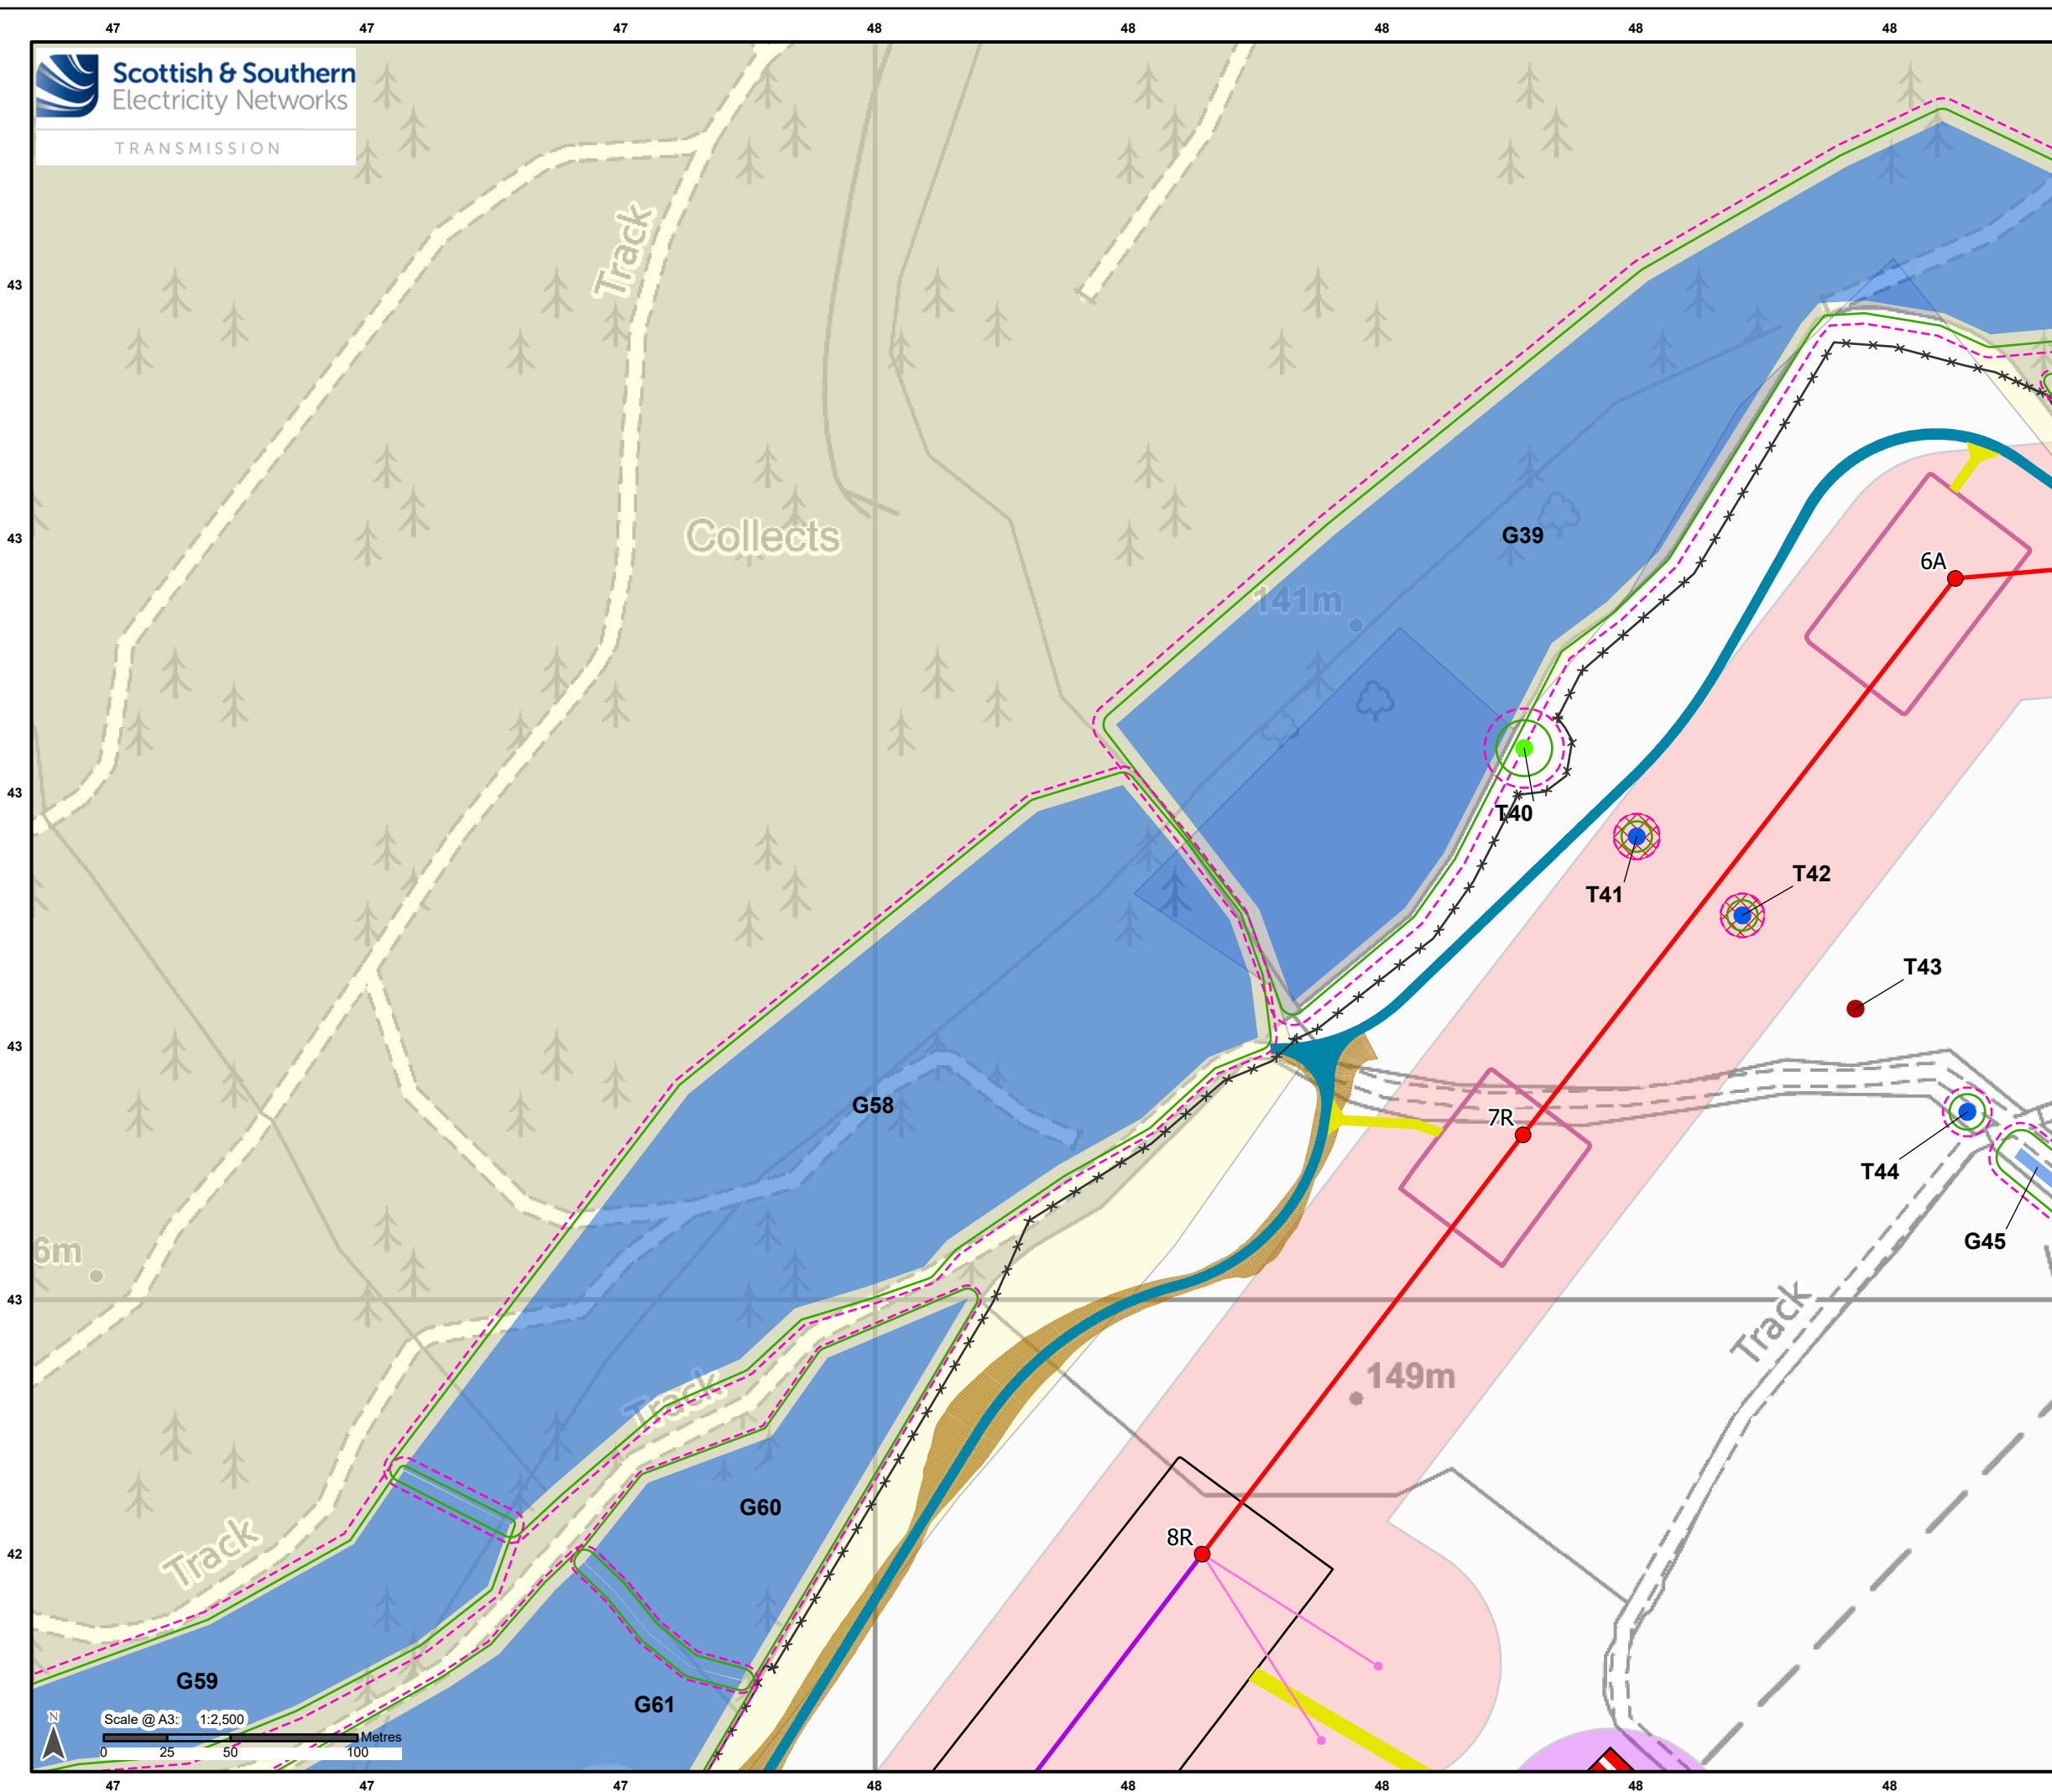 47 47 47 48 48 48 48 48
Scottish & Southern
Electricity Networks
TRANSMISSION
Track
43
Collects
43
G39
6A
141m
43
T40
T41
T42
T43
43
G58
7R
T44
G45
6m
43
Track
Track
149m
G60
8R
42
Track
G59
G61
N
Scale @ A3: 1:2,500
Metres
0 25 50 100
47 47 47 48 48 48 48 48